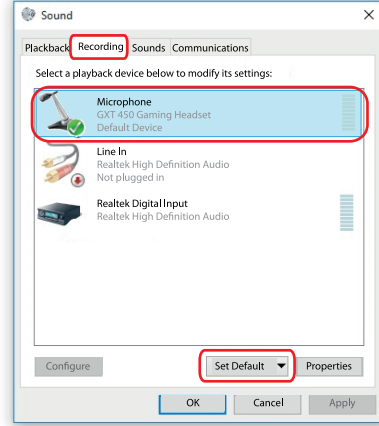 Sound
Plackback Recording Sounds Communications
Select a playback device below to modify its settings:
Microphone
GXT 450 Gaming Headset
Default Device
Line In
Realtek High Definition Audio
Not plugged in
Realtek Digital Input
Realtek High Definition Audio
Configure Set Default Properties
OK Cancel Apply